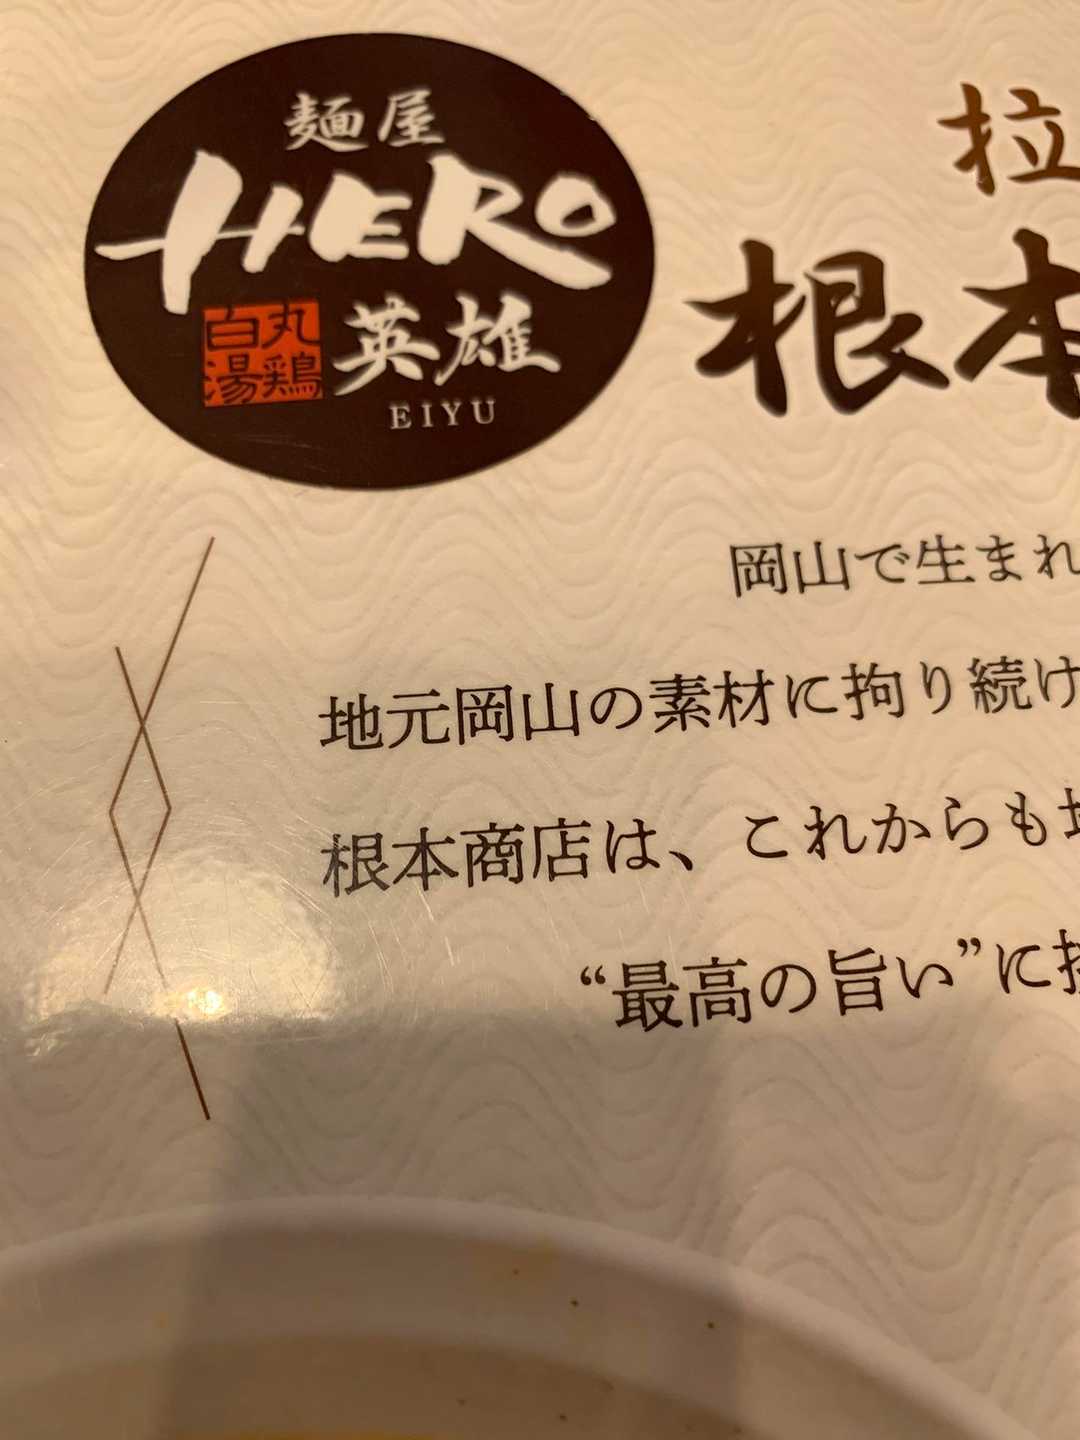 麺屋
HERO
丸鶏
白湯
英雄
EIYU
拉
根本
岡山で生まれ
地元岡山の素材に拘り続け
根本商店は、これからも
“最高の旨い”に